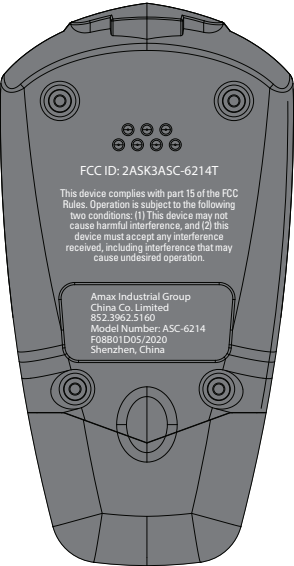 FCC ID: 2ASK3ASC-6214T
This device complies with part 15 of the FCC
Rules. Operation is subject to the following
two conditions: (1) This device may not
cause harmful interference, and (2) this
device must accept any interference
received, including interference that may
cause undesired operation.
Amax Industrial Group
China Co. Limited
852.3962.5160
Model Number: ASC-6214
F08B01D05/2020
Shenzhen, China